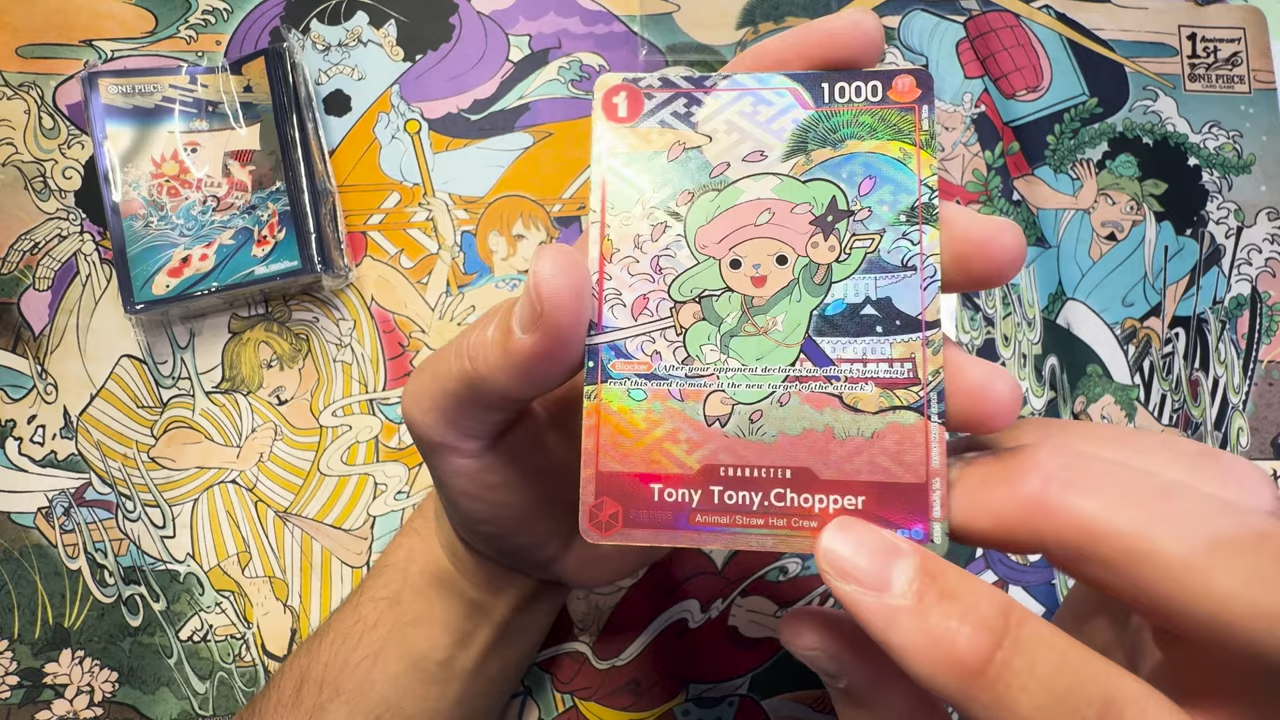 ONE PIECE
1st
Anniversary
ONE PIECE
CARD GAME
1
1000
Blocker (After your opponent declares an attack, you may
rest this card to make it the new target of the attack.)
CHARACTER
Tony Tony.Chopper
Animal/Straw Hat Crew